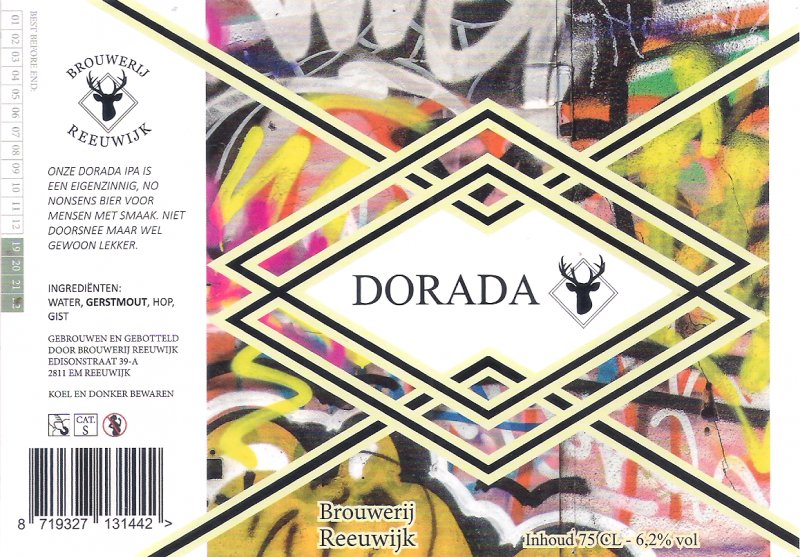 BEST BEFORE END:
01 02 03 04 05 06 07 08 09 10 11 12
19 20 21 22
BROUWERIJ
REEUWIJK
ONZE DORADA IPA IS
EEN EIGENZINNIG, NO
NONSENS BIER VOOR
MENSEN MET SMAAK. NIET
DOORSNEE MAAR WEL
GEWOON LEKKER.
INGREDIËNTEN:
WATER, GERSTMOUT, HOP,
GIST
GEBROUWEN EN GEBOTTELD
DOOR BROUWERIJ REEUWIJK
EDISONSTRAAT 39-A
2811 EM REEUWIJK
KOEL EN DONKER BEWAREN
CAT.
S
8 719327 131442 >
DORADA
Brouwerij
Reeuwijk
Inhoud 75 CL - 6,2% vol